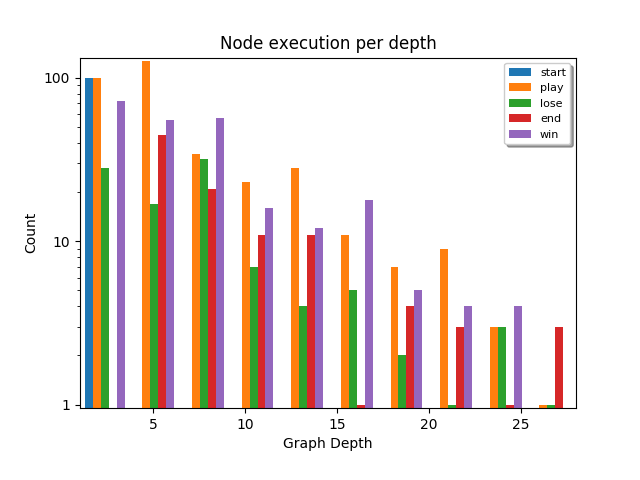 Node execution per depth
100
10
1
Count
start
play
lose
end
win
5
10
15
20
25
Graph Depth